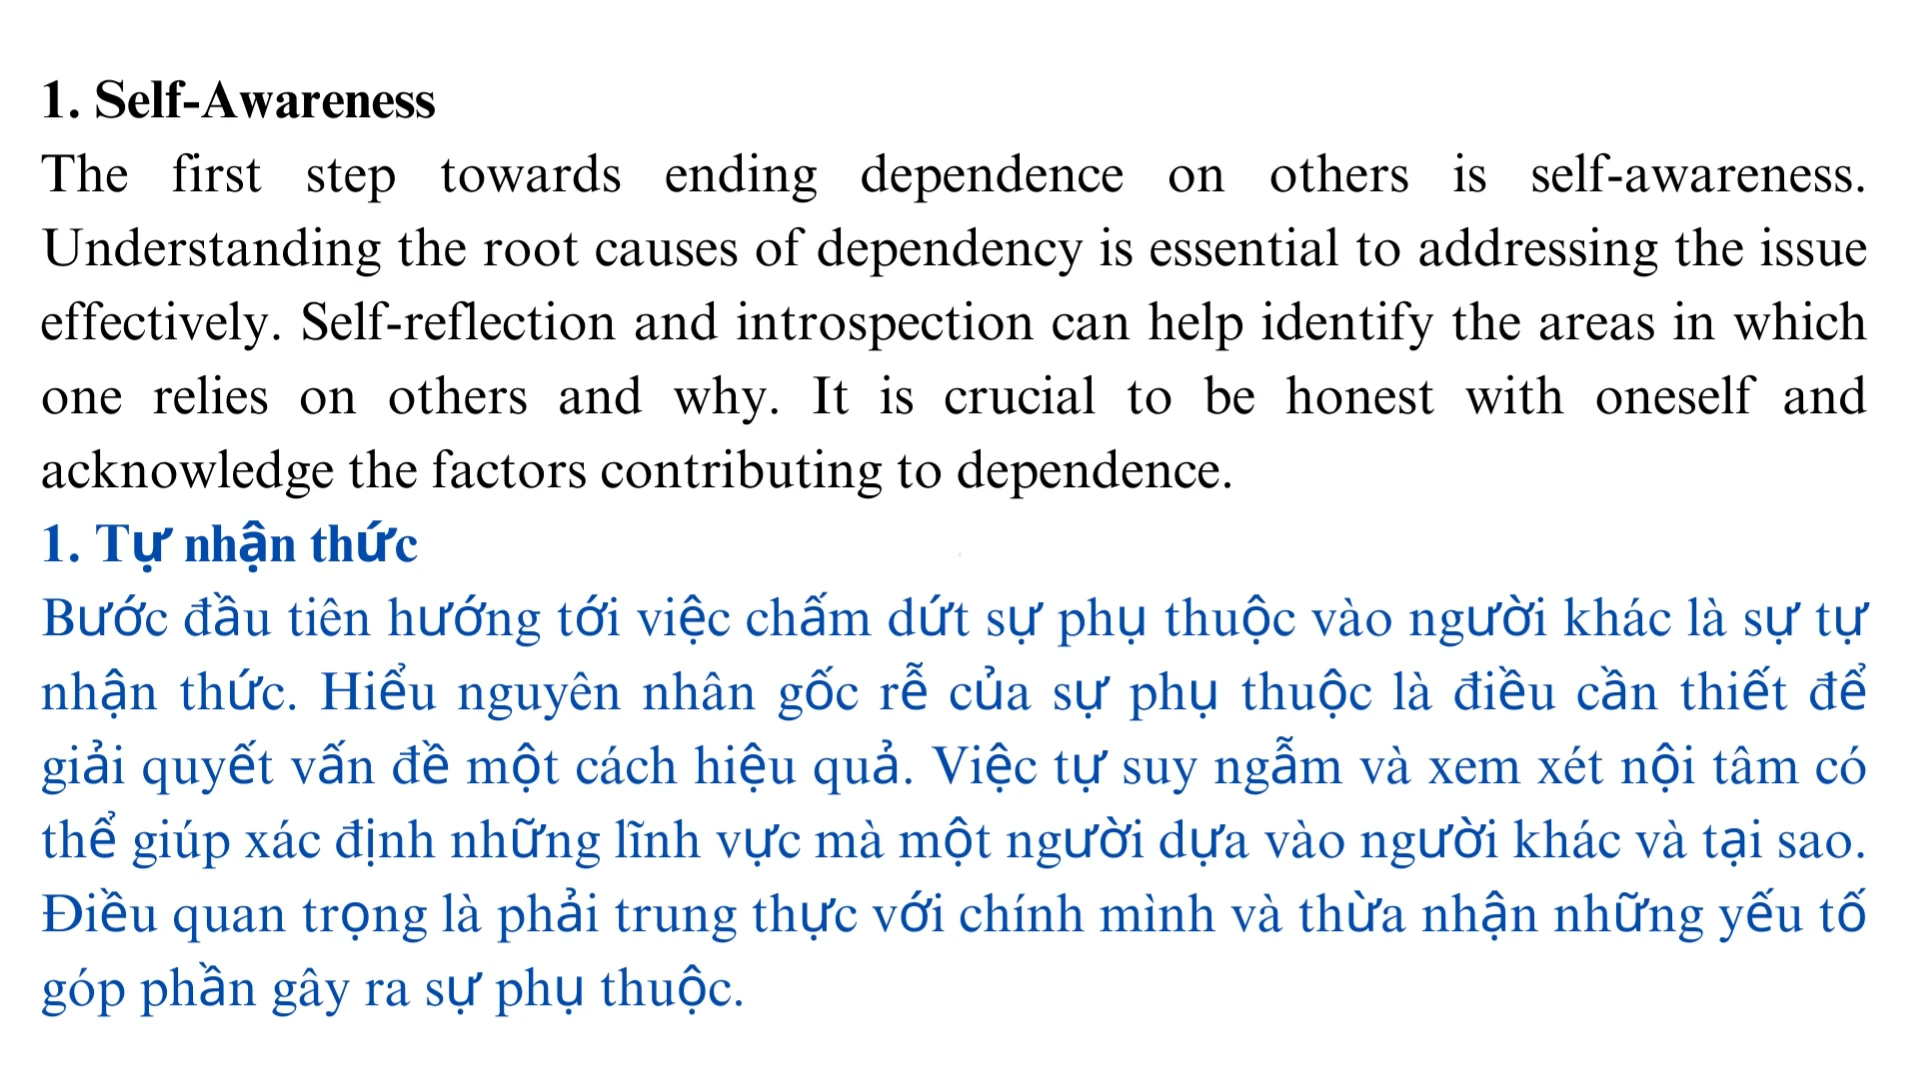 1. Self-Awareness
The first step towards ending dependence on others is self-awareness.
Understanding the root causes of dependency is essential to addressing the issue
effectively. Self-reflection and introspection can help identify the areas in which
one relies on others and why. It is crucial to be honest with oneself and
acknowledge the factors contributing to dependence.
1. Tự nhận thức
Bước đầu tiên hướng tới việc chấm dứt sự phụ thuộc vào người khác là sự tự
nhận thức. Hiểu nguyên nhân gốc rễ của sự phụ thuộc là điều cần thiết để
giải quyết vấn đề một cách hiệu quả. Việc tự suy ngẫm và xem xét nội tâm có
thể giúp xác định những lĩnh vực mà một người dựa vào người khác và tại sao.
Điều quan trọng là phải trung thực với chính mình và thừa nhận những yếu tố
góp phần gây ra sự phụ thuộc.